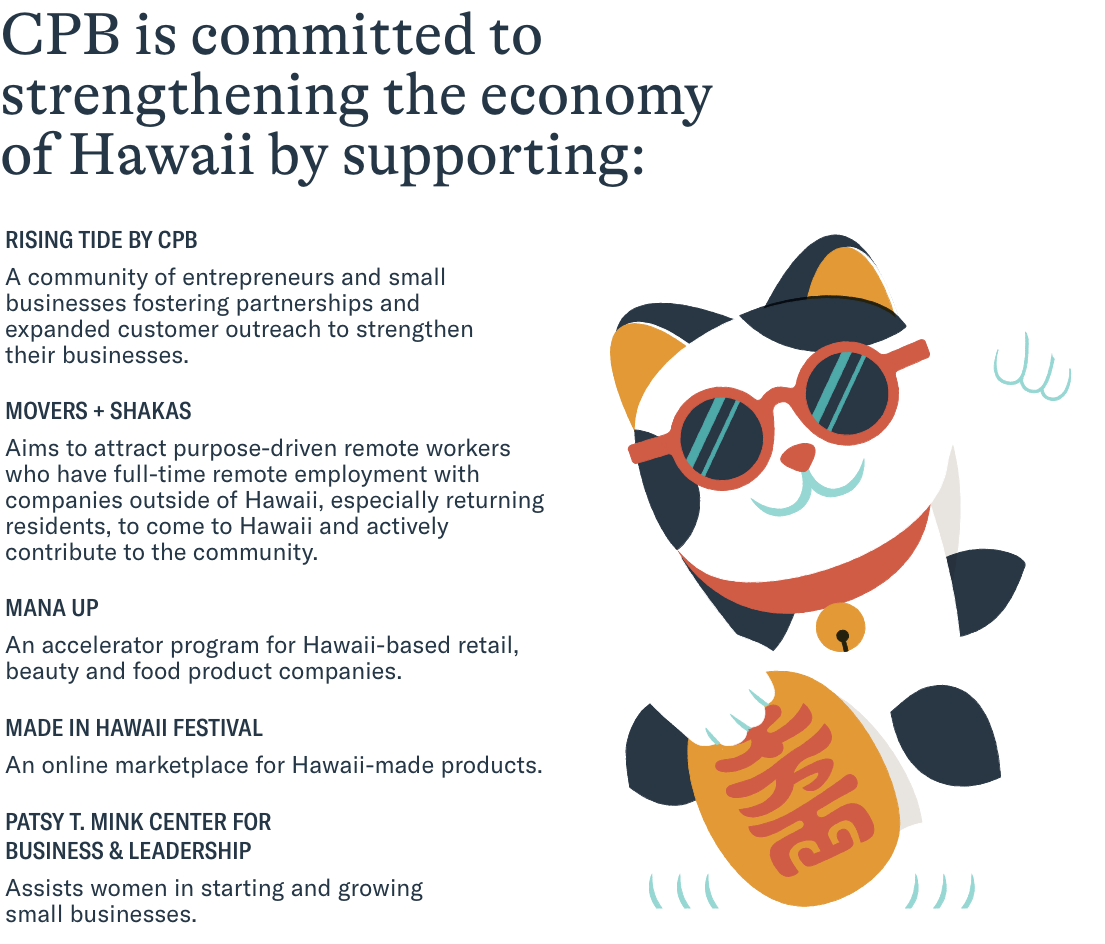 CPB is committed to
strengthening the economy
of Hawaii by supporting:
RISING TIDE BY CPB
A community of entrepreneurs and small
businesses fostering partnerships and
expanded customer outreach to strengthen
their businesses.
MOVERS + SHAKAS
Aims to attract purpose-driven remote workers
who have full-time remote employment with
companies outside of Hawaii, especially returning
residents, to come to Hawaii and actively
contribute to the community.
MANA UP
An accelerator program for Hawaii-based retail,
beauty and food product companies.
MADE IN HAWAII FESTIVAL
An online marketplace for Hawaii-made products.
PATSY T. MINK CENTER FOR
BUSINESS & LEADERSHIP
Assists women in starting and growing
small businesses.